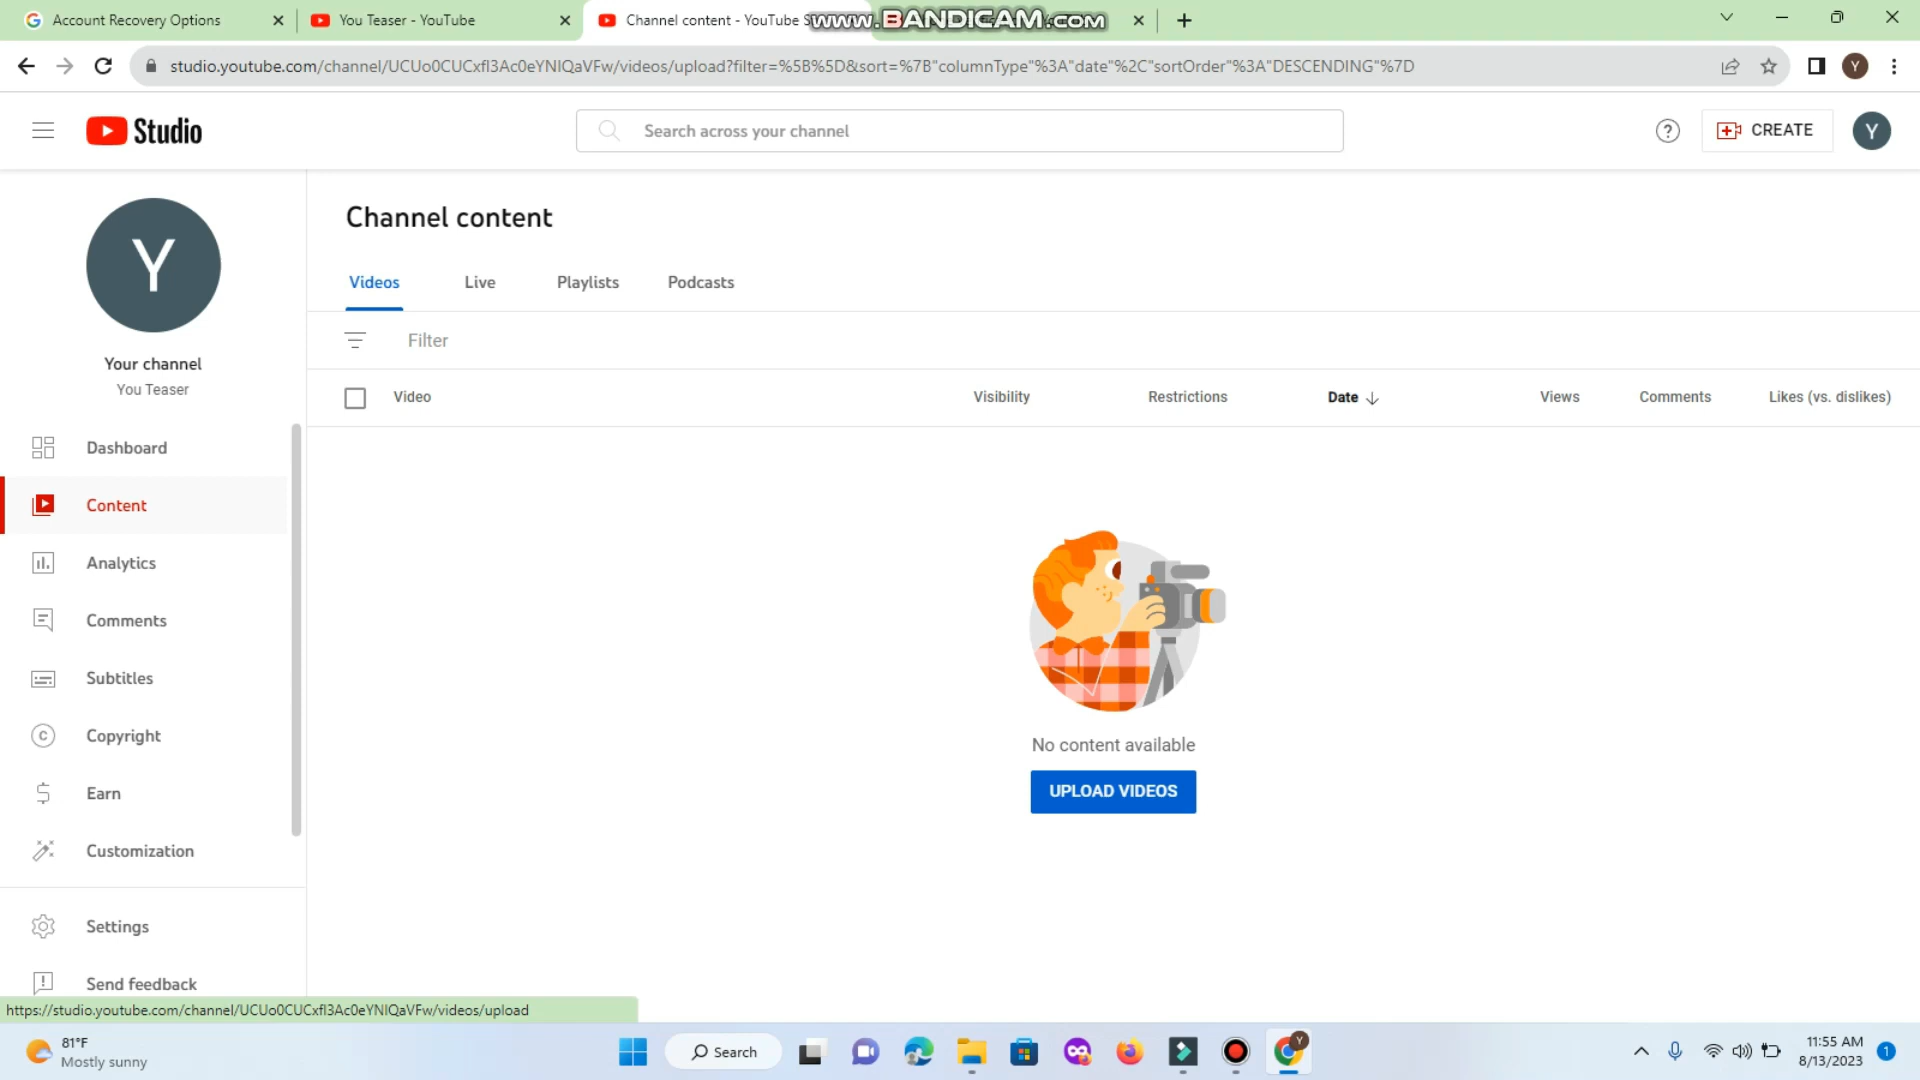 Account Recovery Options
You Teaser - YouTube
Channel content - YouTube S
www.BANDICAM.com
studio.youtube.com/channel/UCUo0CUCxfl3Ac0eYNIQaVFw/videos/upload?filter=%5B%5D&sort=%7B"columnType"%3A"date"%2C"sortOrder"%3A"DESCENDING"%7D
Y
Studio
Search across your channel
CREATE
Y
Y
Your channel
You Teaser
Dashboard
Content
Analytics
Comments
Subtitles
Copyright
Earn
Customization
Settings
Send feedback
Channel content
Videos
Live
Playlists
Podcasts
Filter
Video
Visibility
Restrictions
Date
Views
Comments
Likes (vs. dislikes)
No content available
UPLOAD VIDEOS
https://studio.youtube.com/channel/UCUo0CUCxfl3Ac0eYNIQaVFw/videos/upload
81°F
Mostly sunny
Search
Y
11:55 AM
8/13/2023
1